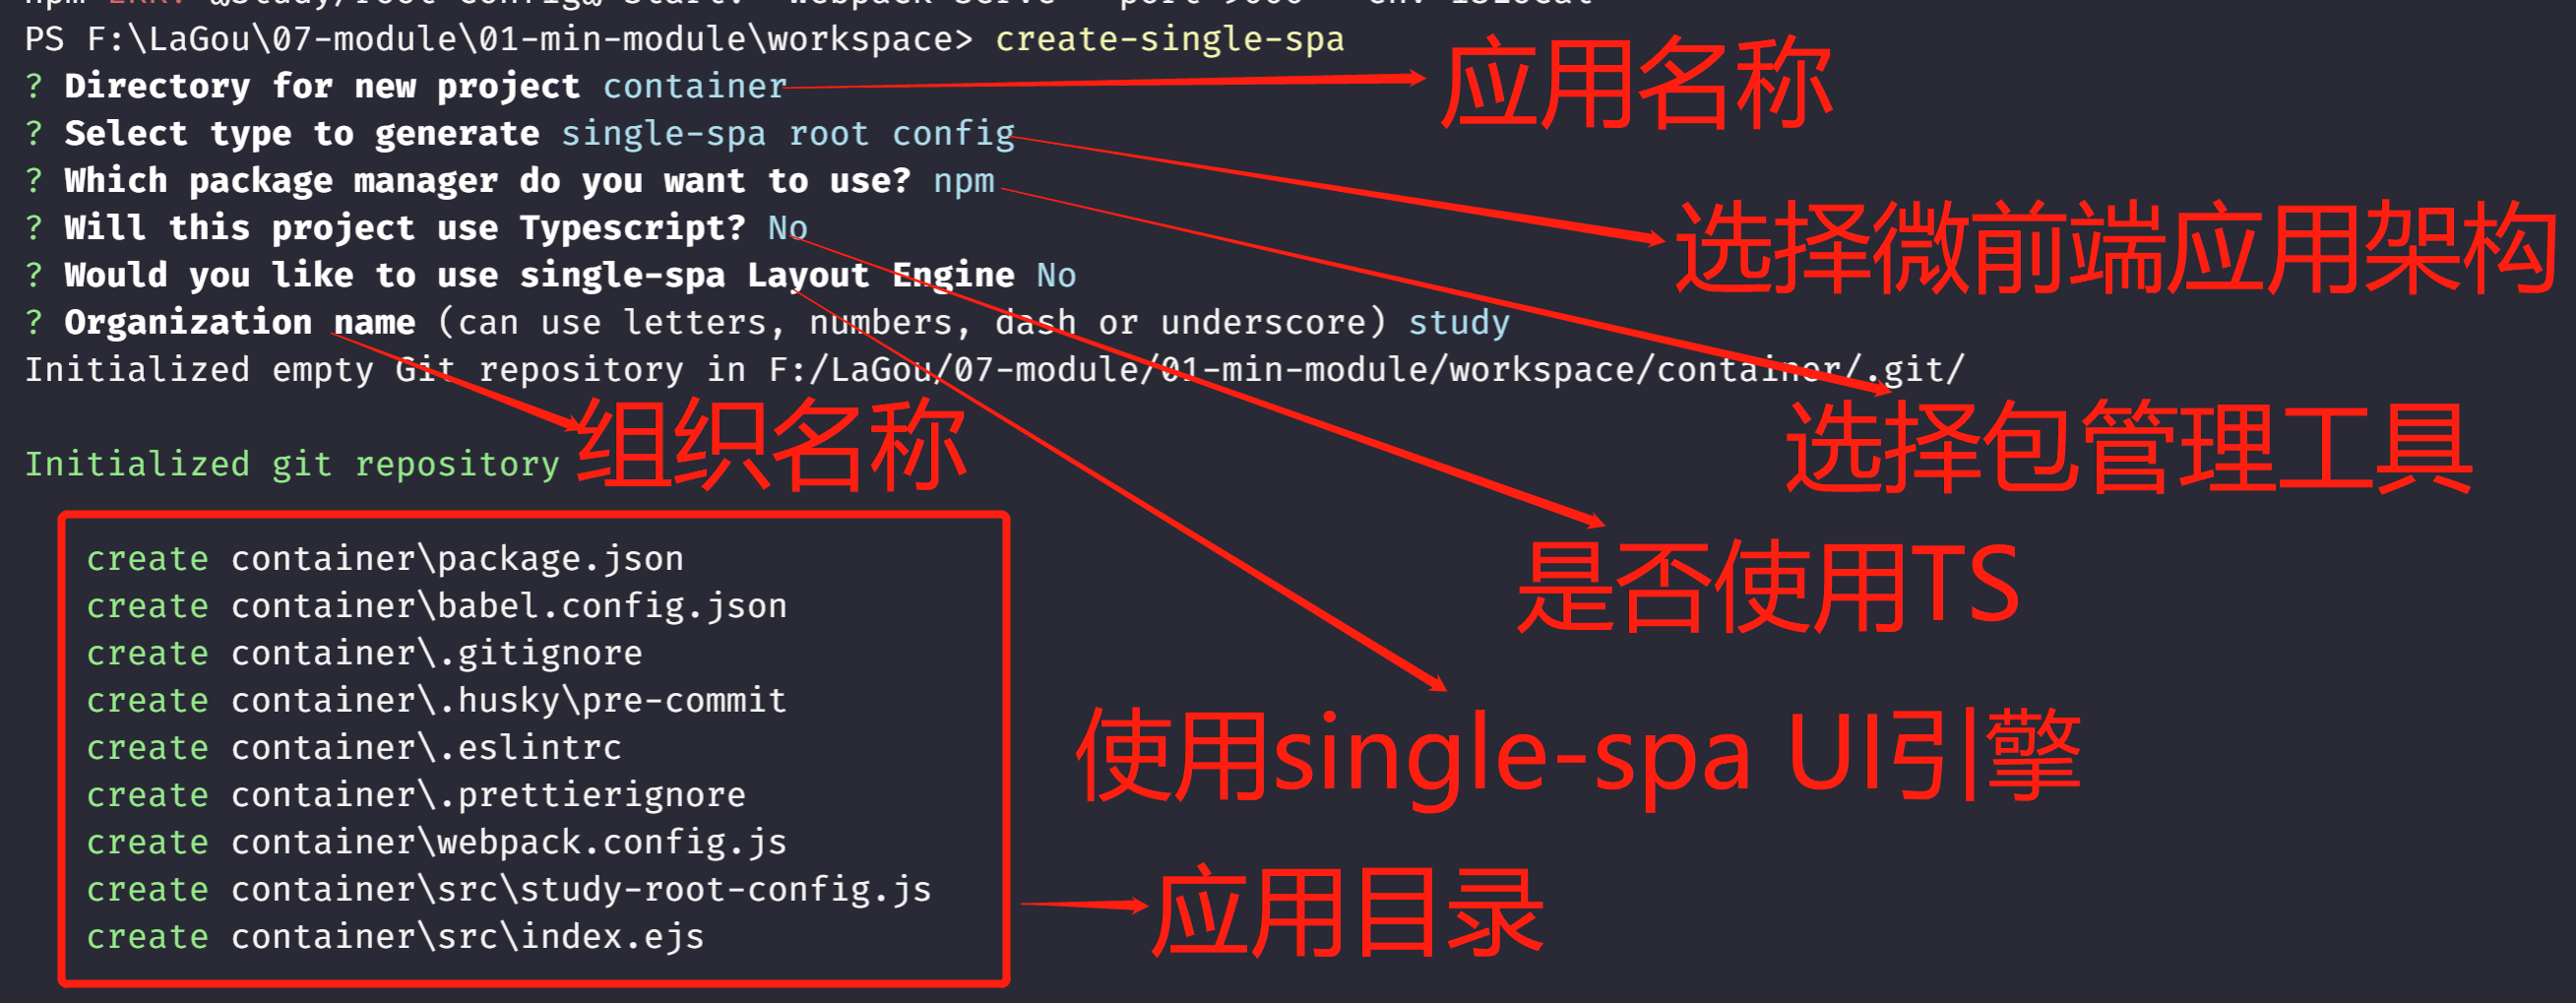 PS F:\LaGou\07-module\01-min-module\workspace> create-single-spa
? Directory for new project container
应用名称
? Select type to generate single-spa root config
选择微前端应用架构
? Which package manager do you want to use? npm
选择包管理工具
? Will this project use Typescript? No
是否使用TS
? Would you like to use single-spa Layout Engine No
使用single-spa UI引擎
? Organization name (can use letters, numbers, dash or underscore) study
组织名称
Initialized empty Git repository in F:/LaGou/07-module/01-min-module/workspace/container/.git/
Initialized git repository
create container\package.json
create container\babel.config.json
create container\.gitignore
create container\.husky\pre-commit
create container\.eslintrc
create container\.prettierignore
create container\webpack.config.js
create container\src\study-root-config.js
create container\src\index.ejs
应用目录